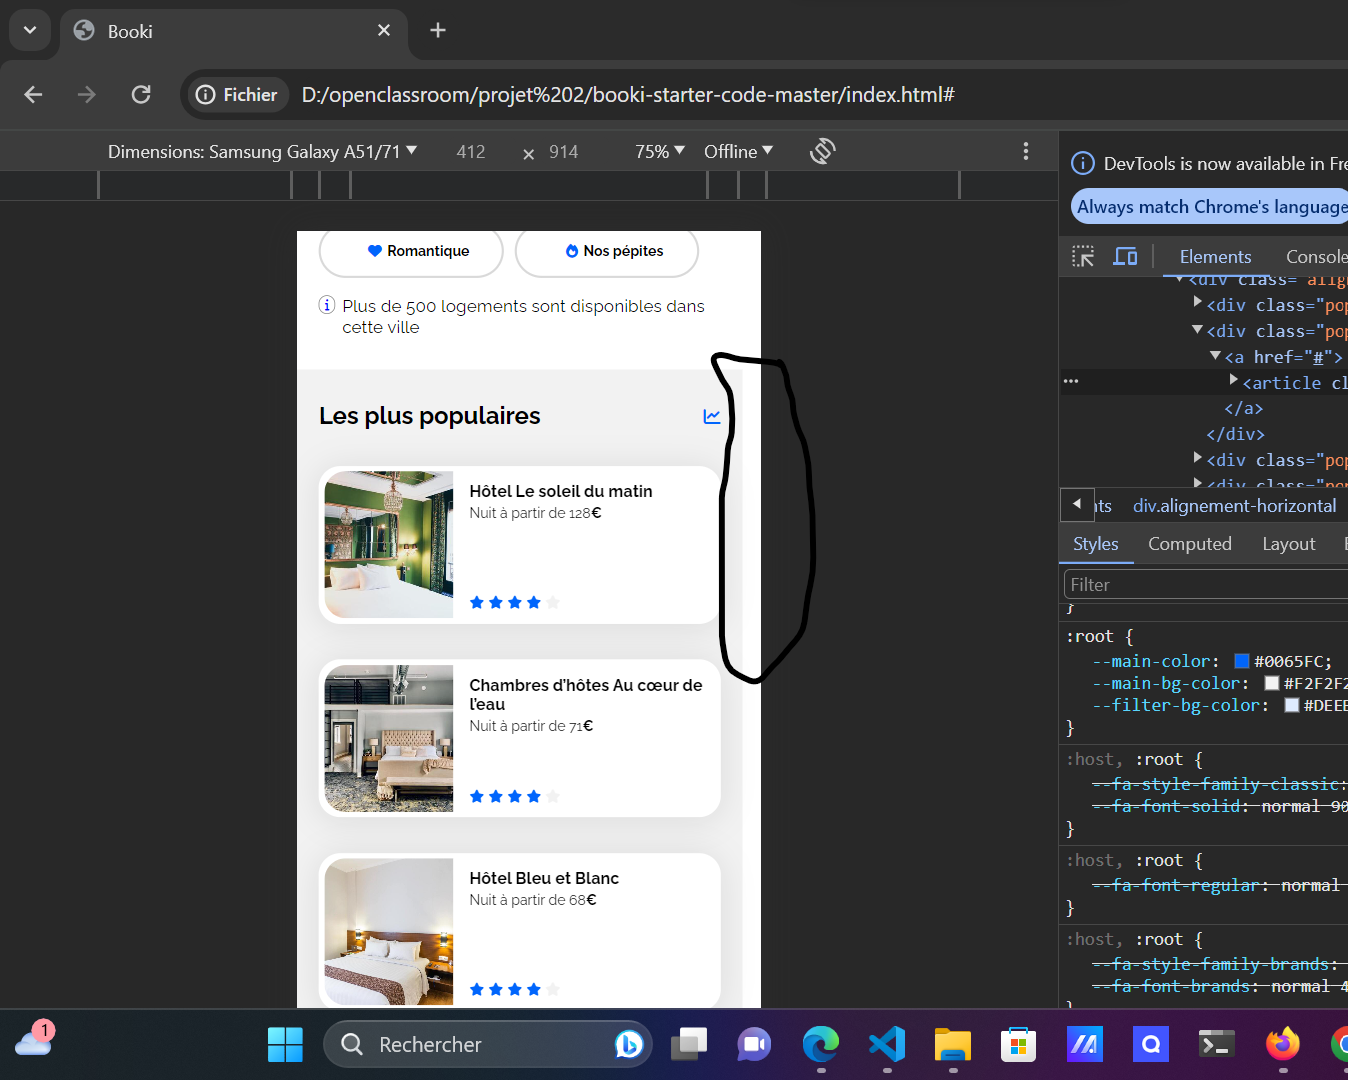 Booki
Fichier
D:/openclassroom/projet%202/booki-starter-code-master/index.html#
Dimensions: Samsung Galaxy A51/71 ▼
412 × 914
75% ▼
Offline ▼
DevTools is now available in Fre
Always match Chrome's language
Elements
Console
<div class="alig
<div class="pop
<div class="pop
<a href="#">
<article cl
</a>
</div>
<div class="pop
<div class="pop
nts
div.alignement-horizontal
Styles
Computed
Layout
Filter
}
:root {
--main-color: #0065FC;
--main-bg-color: #F2F2F2
--filter-bg-color: #DEEB
}
:host, :root {
--fa-style-family-classic:
--fa-font-solid: normal 90
}
:host, :root {
--fa-font-regular: normal
}
:host, :root {
--fa-style-family-brands:
--fa-font-brands: normal 4
}
Romantique
Nos pépites
Plus de 500 logements sont disponibles dans
cette ville
Les plus populaires
Hôtel Le soleil du matin
Nuit à partir de 128€
Chambres d'hôtes Au cœur de
l'eau
Nuit à partir de 71€
Hôtel Bleu et Blanc
Nuit à partir de 68€
1
Rechercher